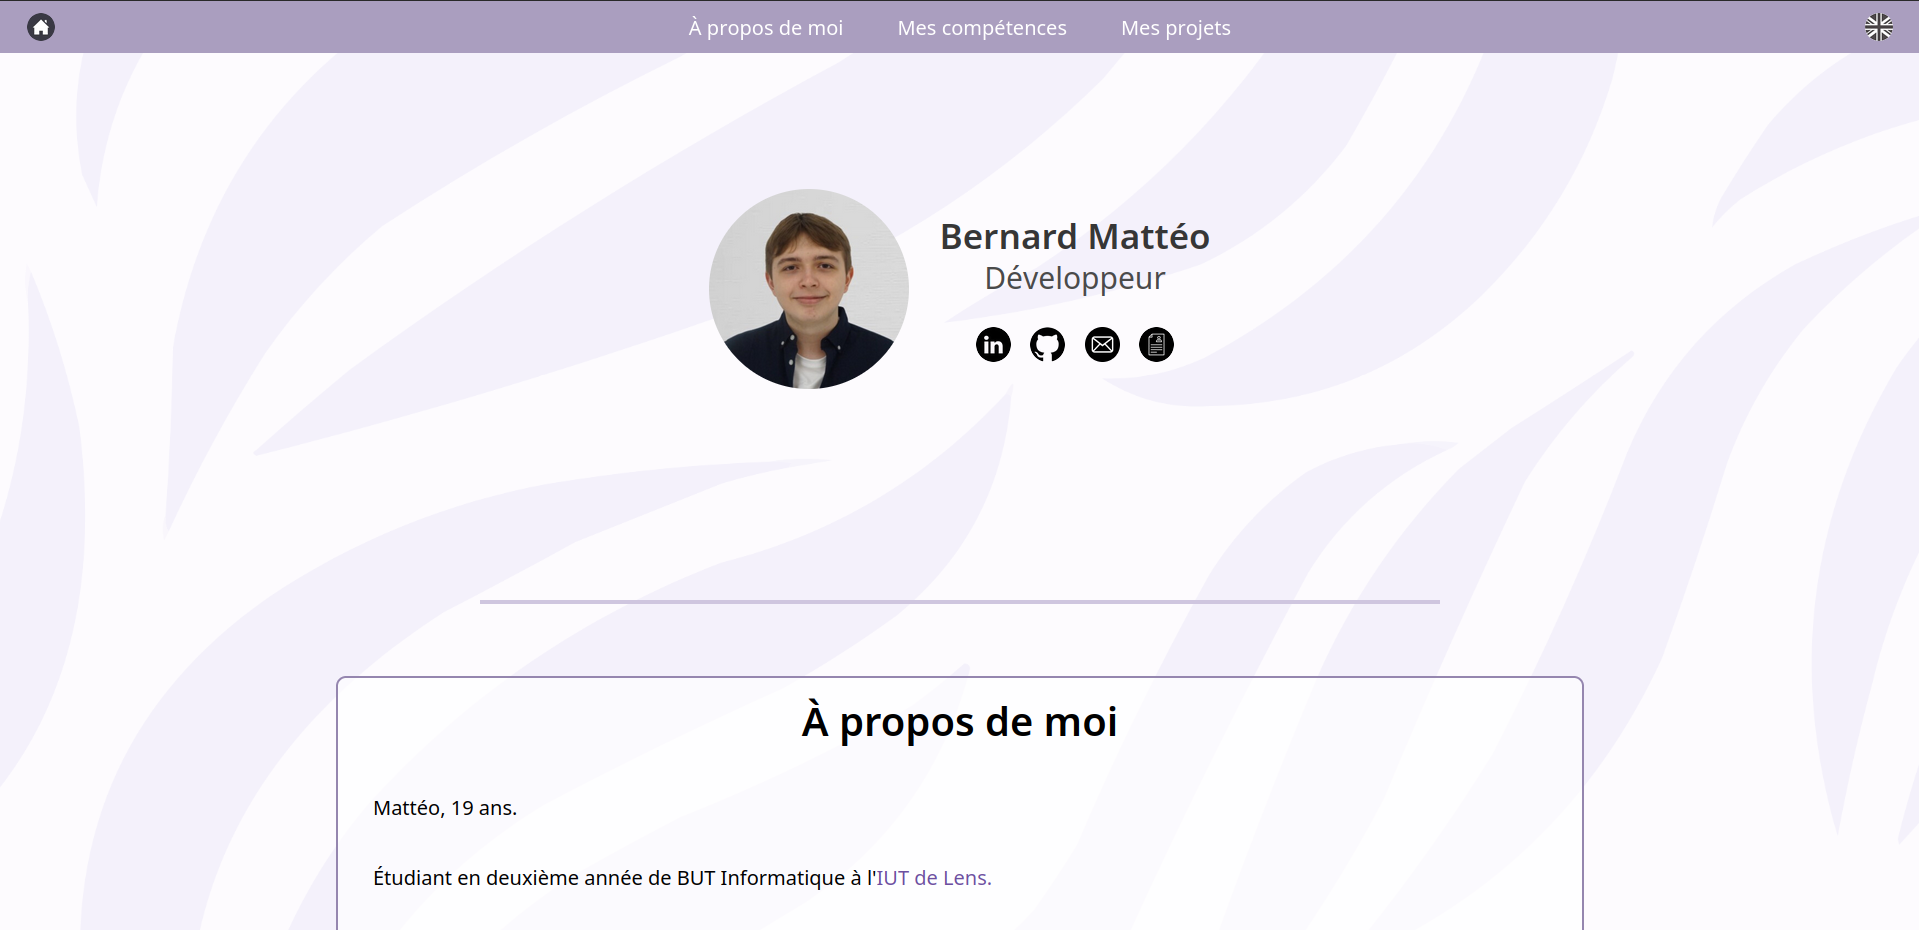 À propos de moi
Mes compétences
Mes projets
Bernard Mattéo
Développeur
in
À propos de moi
Mattéo, 19 ans.
Étudiant en deuxième année de BUT Informatique à l'IUT de Lens.